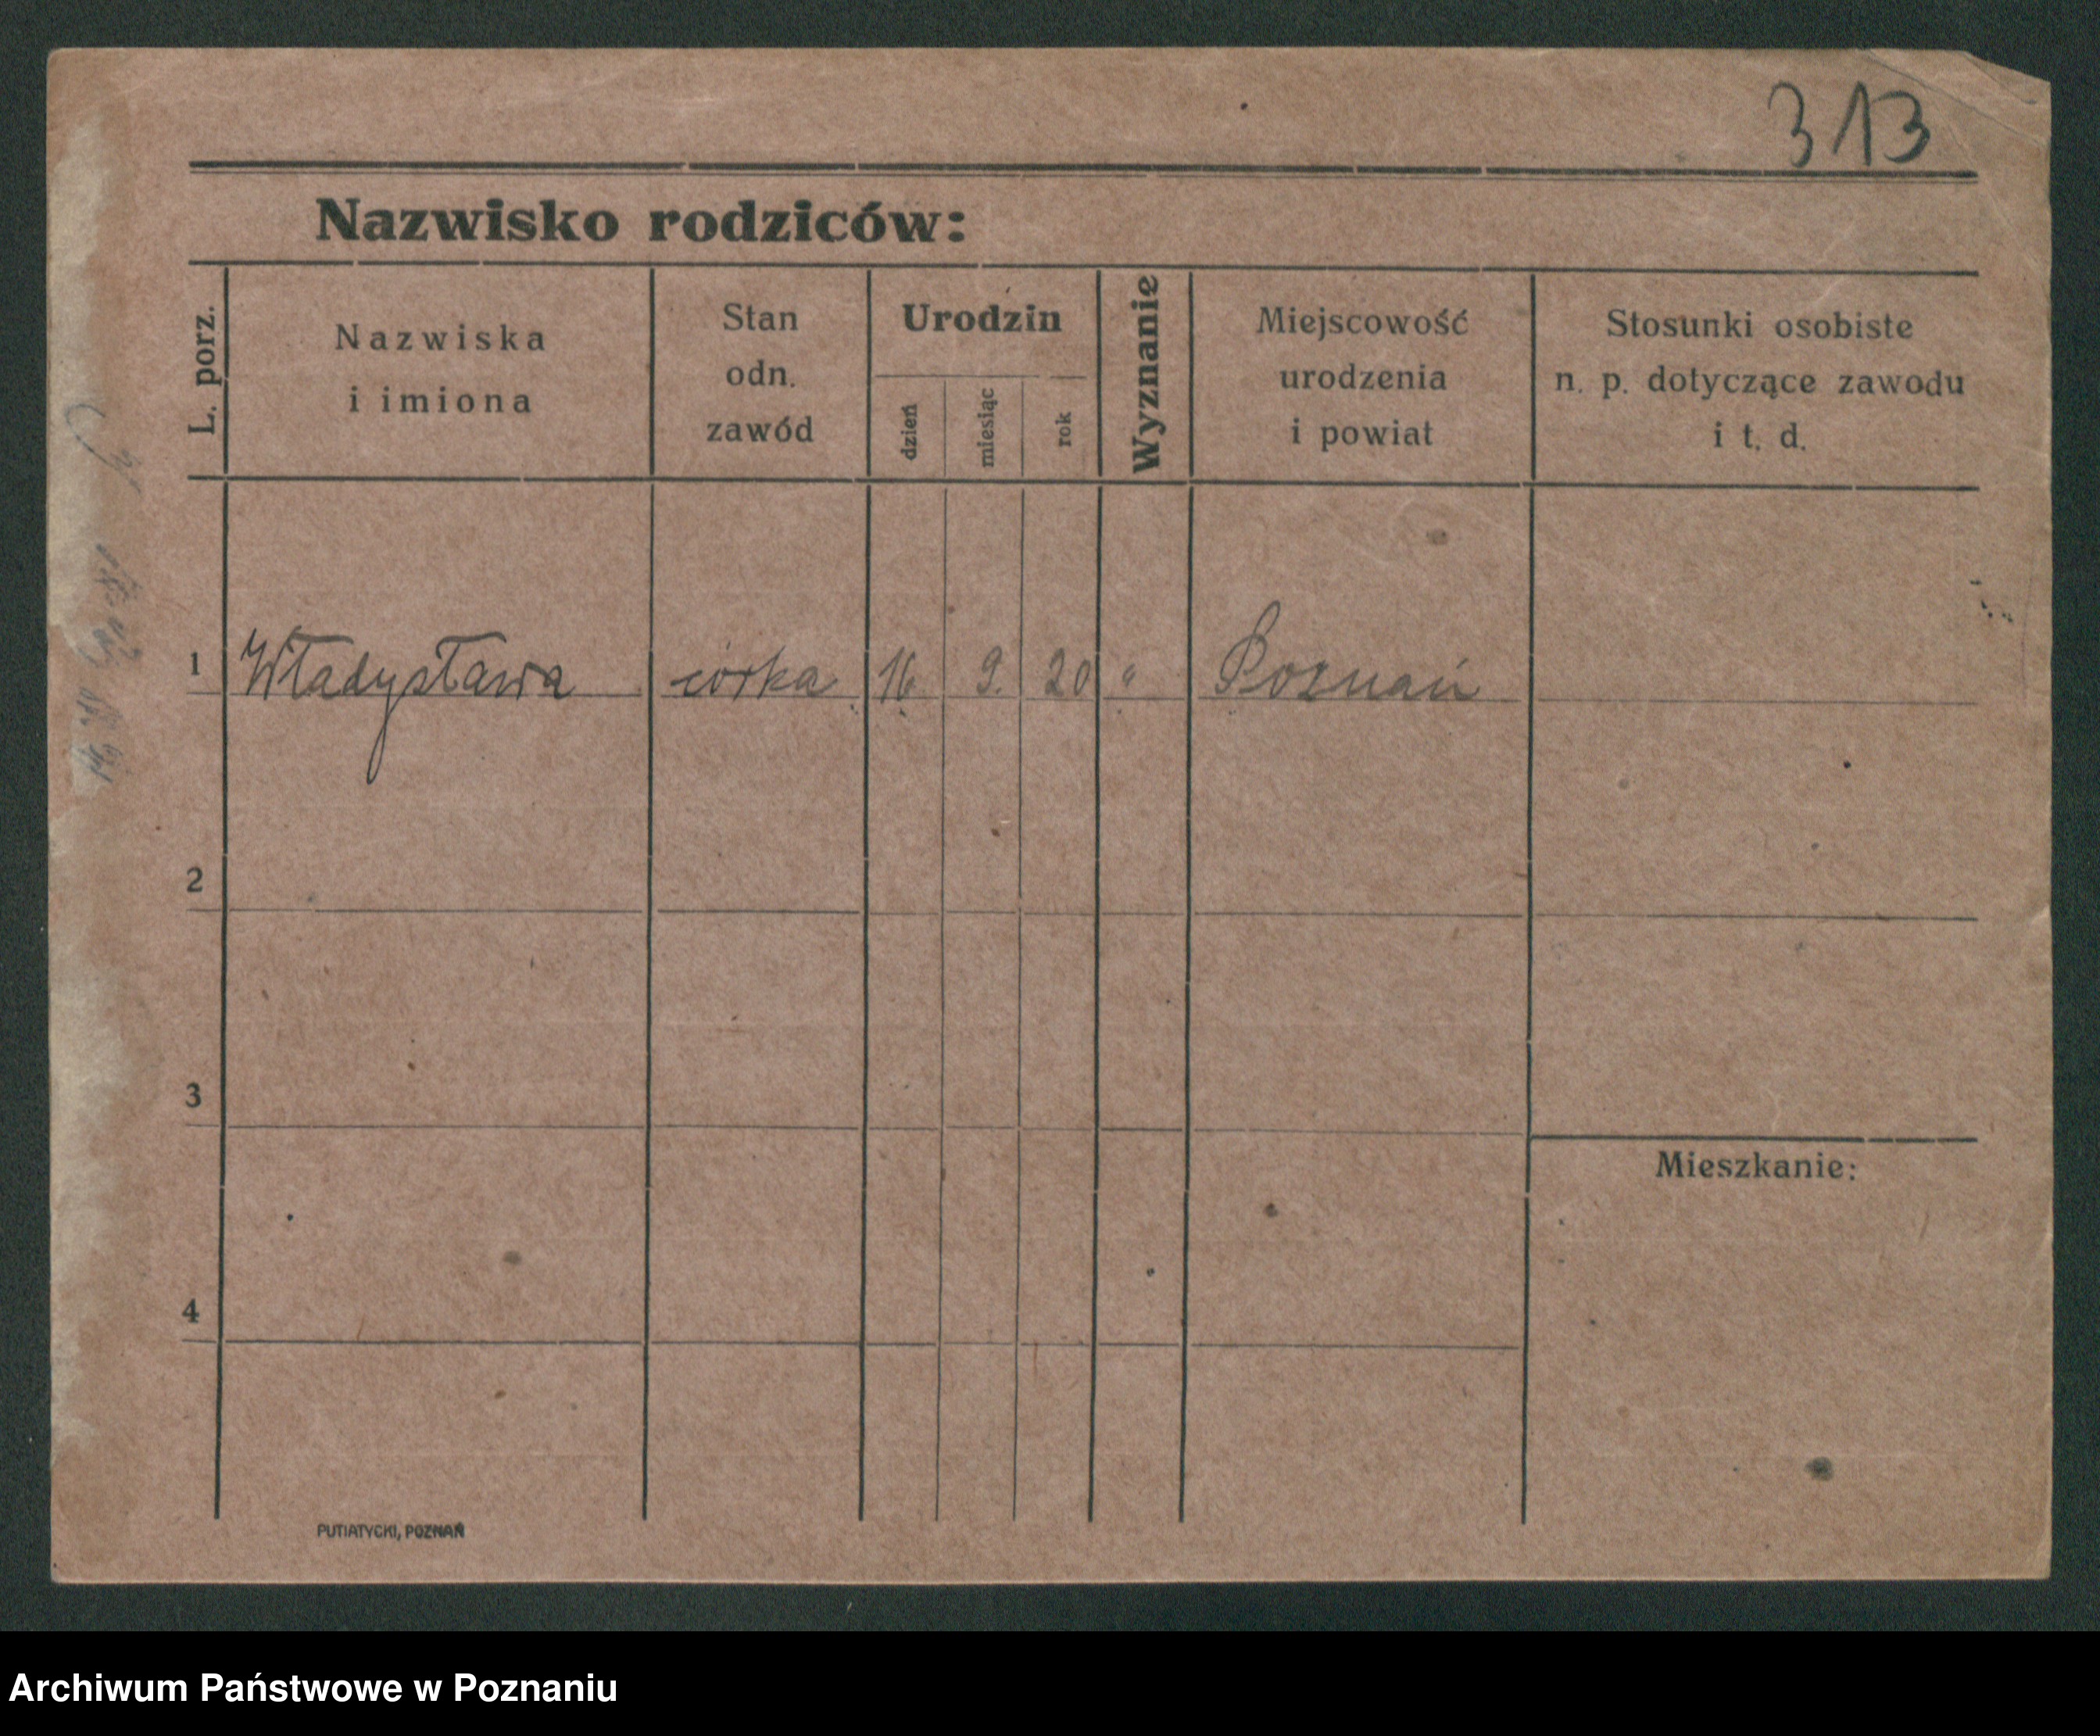 313
Nazwisko rodziców:
L. porz.
Nazwiska
i imiona
Stan
odn.
zawód
Urodzin
dzień
miesiąc
rok
Wyznanie
Miejscowość
urodzenia
i powiat
Stosunki osobiste
n. p. dotyczące zawodu
i t. d.
1 Władysława córka 16 9. 20 " Poznań
2
3
Mieszkanie:
4
PUTIATYCKI, POZNAŃ
Archiwum Państwowe w Poznaniu